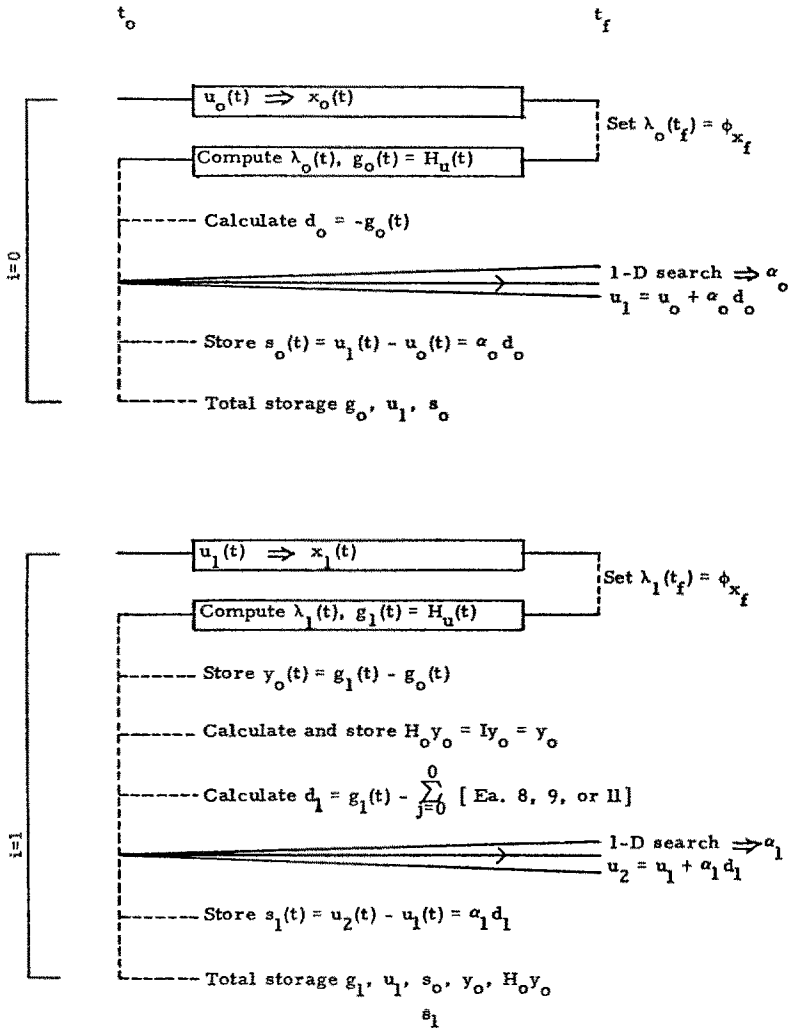 t_o t_f
u_o(t) ⇒ x_o(t)
Set λ_o(t_f) = ϕ_x_f
Compute λ_o(t), g_o(t) = H_u(t)
Calculate d_o = -g_o(t)
i=0
1-D search ⇒ α_o
u_1 = u_o + α_o d_o
Store s_o(t) = u_1(t) - u_o(t) = α_o d_o
Total storage g_o, u_1, s_o
u_1(t) ⇒ x_1(t)
Set λ_1(t_f) = ϕ_x_f
Compute λ_1(t), g_1(t) = H_u(t)
Store y_o(t) = g_1(t) - g_o(t)
Calculate and store H_o y_o = Iy_o = y_o
Calculate d_1 = g_1(t) - ∑_{j=0}^{0} [ Ea. 8, 9, or 11]
i=1
1-D search ⇒ α_1
u_2 = u_1 + α_1 d_1
Store s_1(t) = u_2(t) - u_1(t) = α_1 d_1
Total storage g_1, u_1, s_o, y_o, H_o y_o
s_1